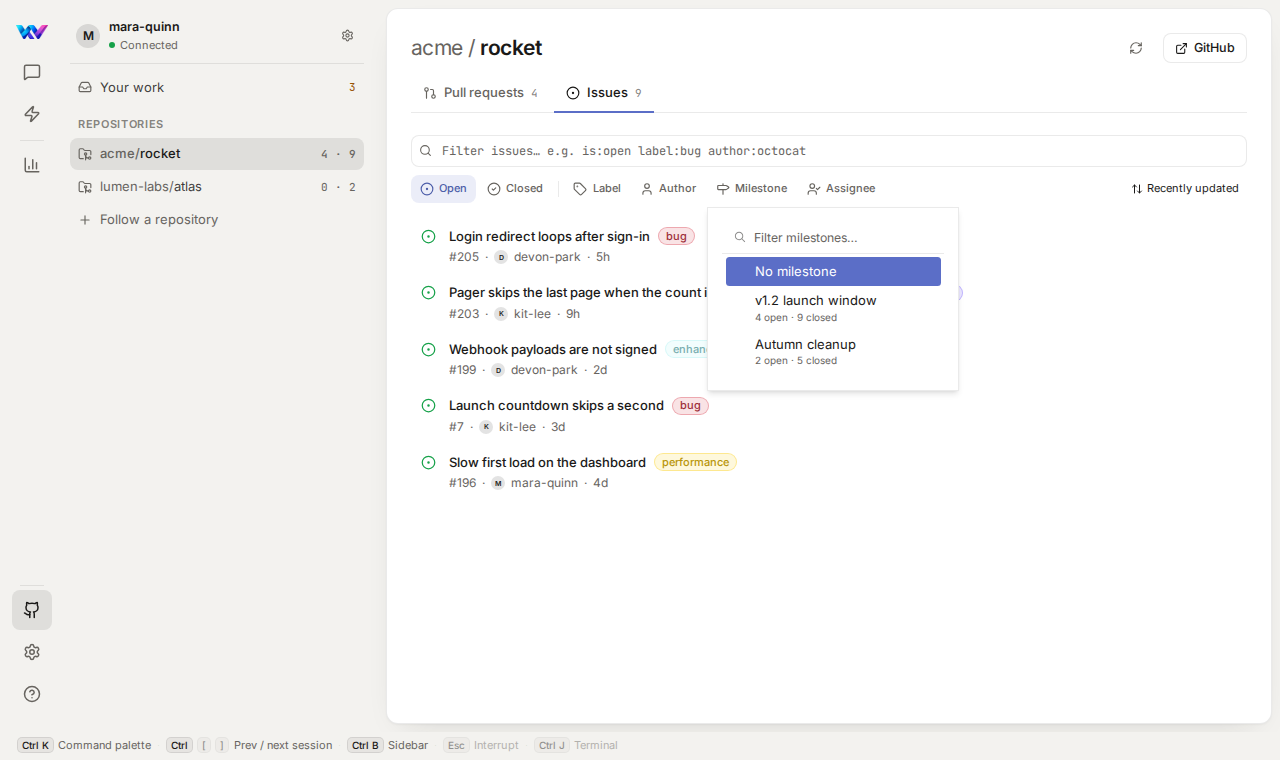 M
mara-quinn
Connected
Your work 3
REPOSITORIES
acme/rocket 4 · 9
lumen-labs/atlas 0 · 2
Follow a repository
acme / rocket
GitHub
Pull requests 4
Issues 9
Filter issues… e.g. is:open label:bug author:octocat
Open Closed Label Author Milestone Assignee Recently updated
Filter milestones…
No milestone
v1.2 launch window
4 open · 9 closed
Autumn cleanup
2 open · 5 closed
Login redirect loops after sign-in bug
#205 · D devon-park · 5h
Pager skips the last page when the count
#203 · K kit-lee · 9h
Webhook payloads are not signed
#199 · D devon-park · 2d
Launch countdown skips a second bug
#7 · K kit-lee · 3d
Slow first load on the dashboard performance
#196 · M mara-quinn · 4d
Ctrl K Command palette Ctrl [ ] Prev / next session Ctrl B Sidebar Esc Interrupt Ctrl J Terminal